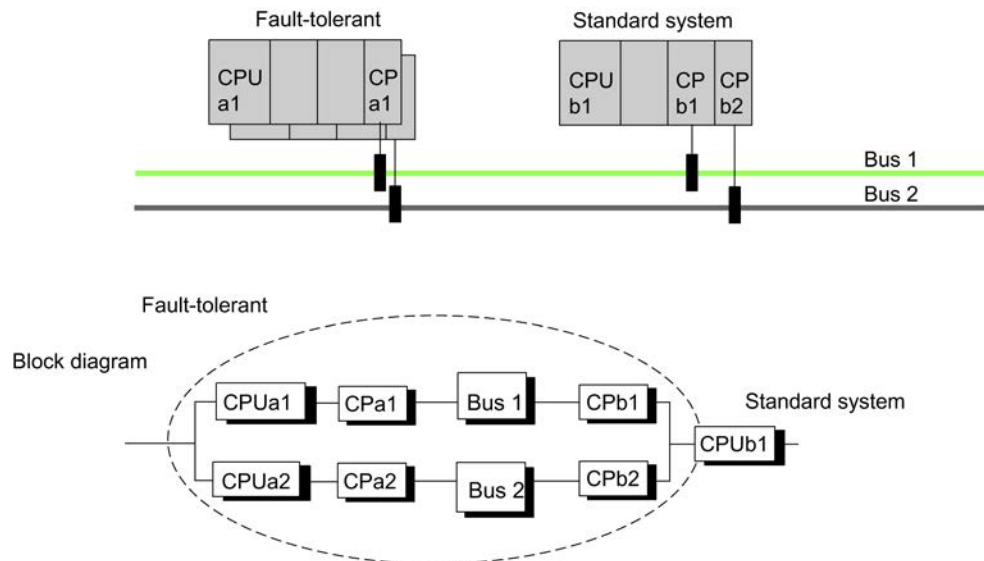 Fault-tolerant
Standard system
CPU
a1
CP
a1
CPU
b1
CP
b1
CP
b2
Bus 1
Bus 2
Fault-tolerant
Block diagram
CPUa1
CPa1
Bus 1
CPb1
Standard system
CPUb1
CPUa2
CPa2
Bus 2
CPb2